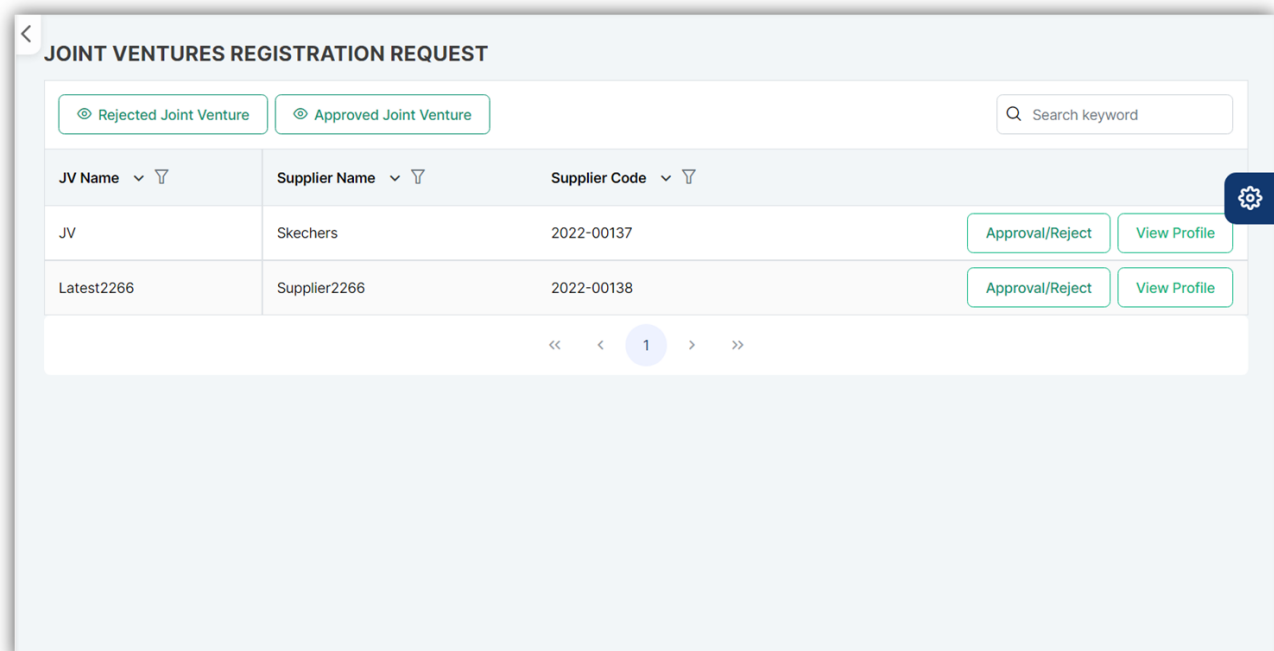 JOINT VENTURES REGISTRATION REQUEST
Rejected Joint Venture Approved Joint Venture Search keyword
JV Name Supplier Name Supplier Code
JV Skechers 2022-00137 Approval/Reject View Profile
Latest2266 Supplier2266 2022-00138 Approval/Reject View Profile
1